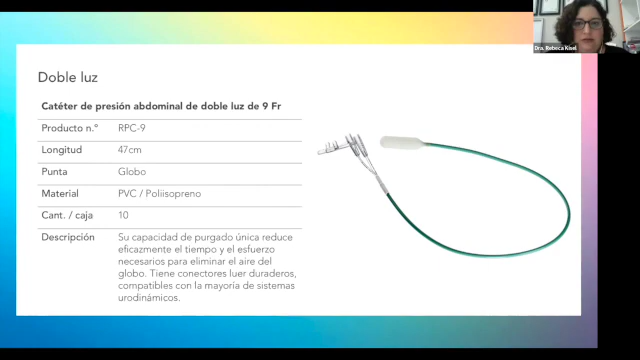 Dra. Rebeca Kisel
Doble luz
Catéter de presión abdominal de doble luz de 9 Fr
Producto n.º RPC-9
Longitud 47cm
Punta Globo
Material PVC / Poliisopreno
Cant. / caja 10
Descripción Su capacidad de purgado única reduce
eficazmente el tiempo y el esfuerzo
necesarios para eliminar el aire del
globo. Tiene conectores luer duraderos,
compatibles con la mayoría de sistemas
urodinámicos.